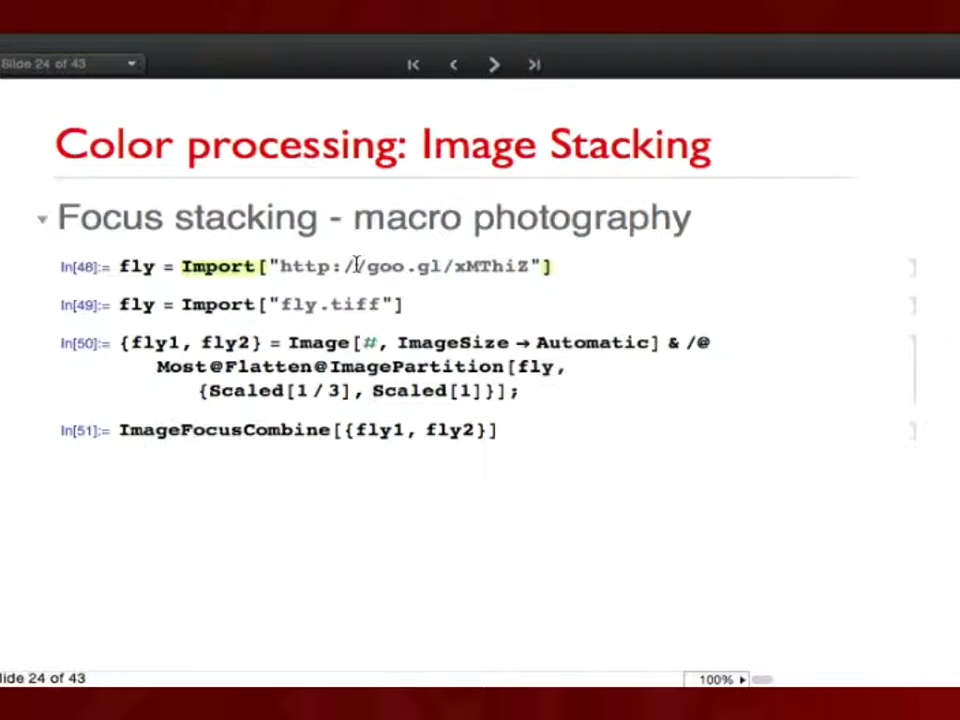 Slide 24 of 43
Color processing: Image Stacking
Focus stacking - macro photography
In[48]:= fly = Import["http://goo.gl/xMThiZ"]
In[49]:= fly = Import["fly.tiff"]
In[50]:= {fly1, fly2} = Image[#, ImageSize → Automatic] & /@
Most@Flatten@ImagePartition[fly,
{Scaled[1 / 3], Scaled[1]}];
In[51]:= ImageFocusCombine[{fly1, fly2}]
lide 24 of 43
100%